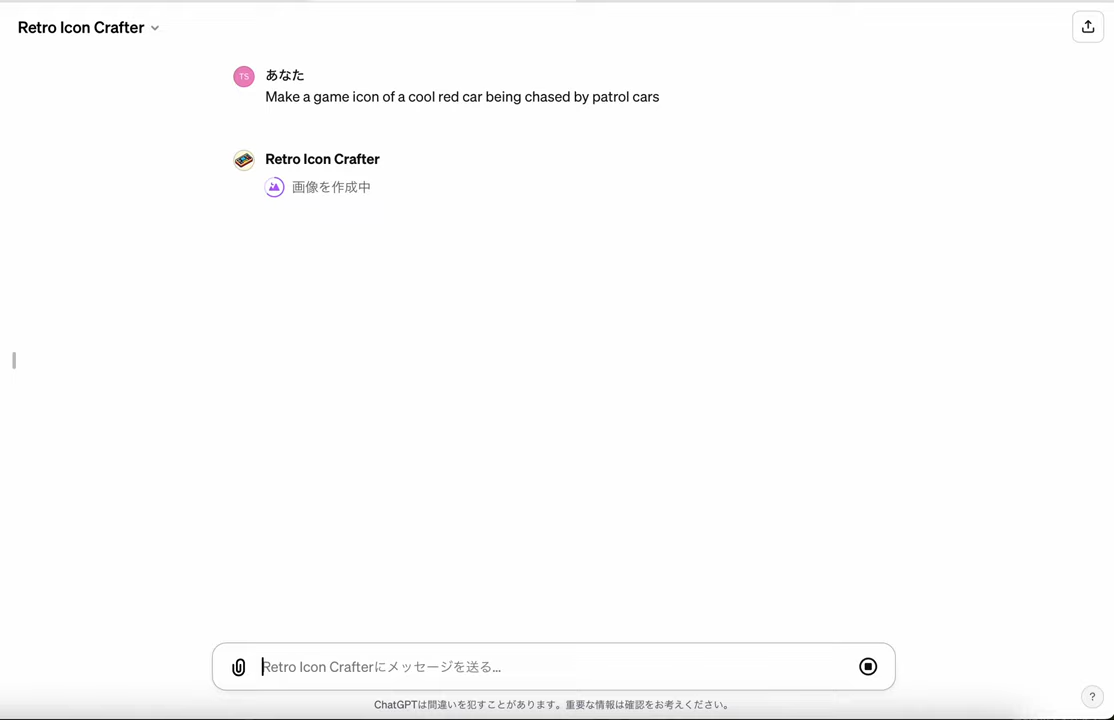 Retro Icon Crafter
TS
あなた
Make a game icon of a cool red car being chased by patrol cars
Retro Icon Crafter
画像を作成中
Retro Icon Crafterにメッセージを送る...
ChatGPTは間違いを犯すことがあります。重要な情報は確認をお考えください。
?